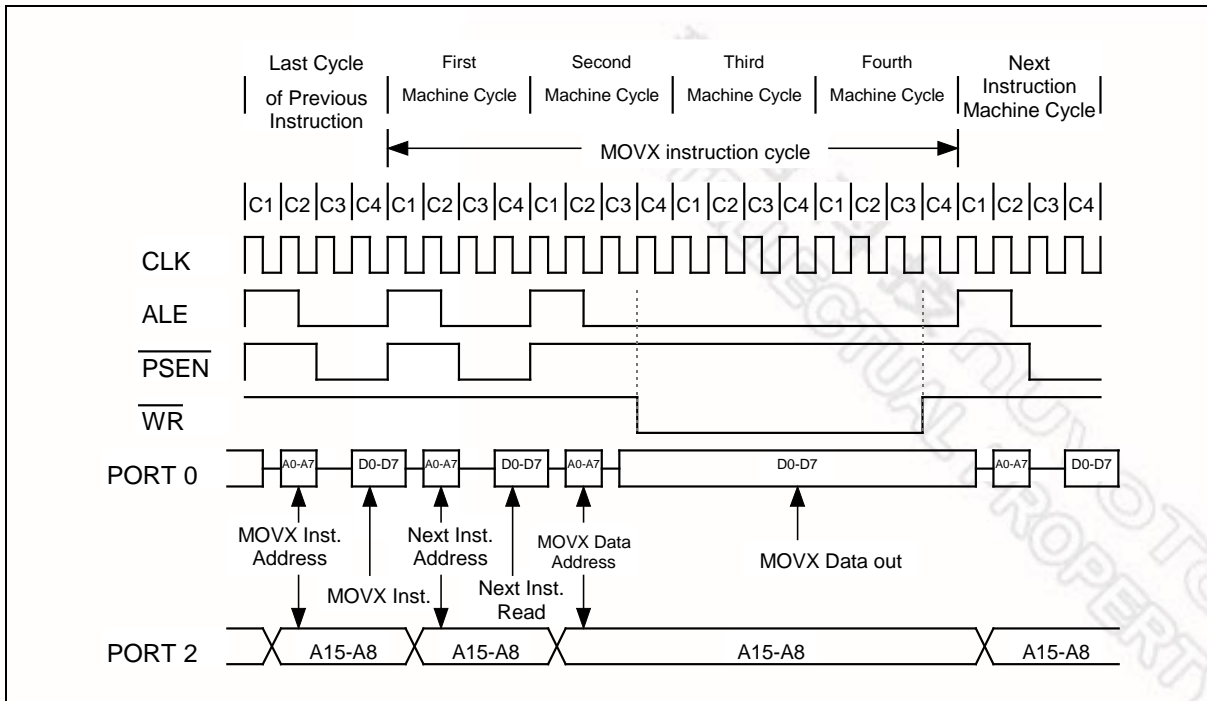 Last Cycle
of Previous
Instruction
First
Machine Cycle
Second
Machine Cycle
Third
Machine Cycle
Fourth
Machine Cycle
Next
Instruction
Machine Cycle
MOVX instruction cycle
C1 C2 C3 C4 C1 C2 C3 C4 C1 C2 C3 C4 C1 C2 C3 C4 C1 C2 C3 C4 C1 C2 C3 C4
CLK
ALE
PSEN
WR
PORT 0
A0-A7 D0-D7 A0-A7 D0-D7 A0-A7 D0-D7 A0-A7 D0-D7
MOVX Inst.
Address
MOVX Inst.
Next Inst.
Address
Next Inst.
Read
MOVX Data
Address
MOVX Data out
PORT 2
A15-A8 A15-A8 A15-A8 A15-A8